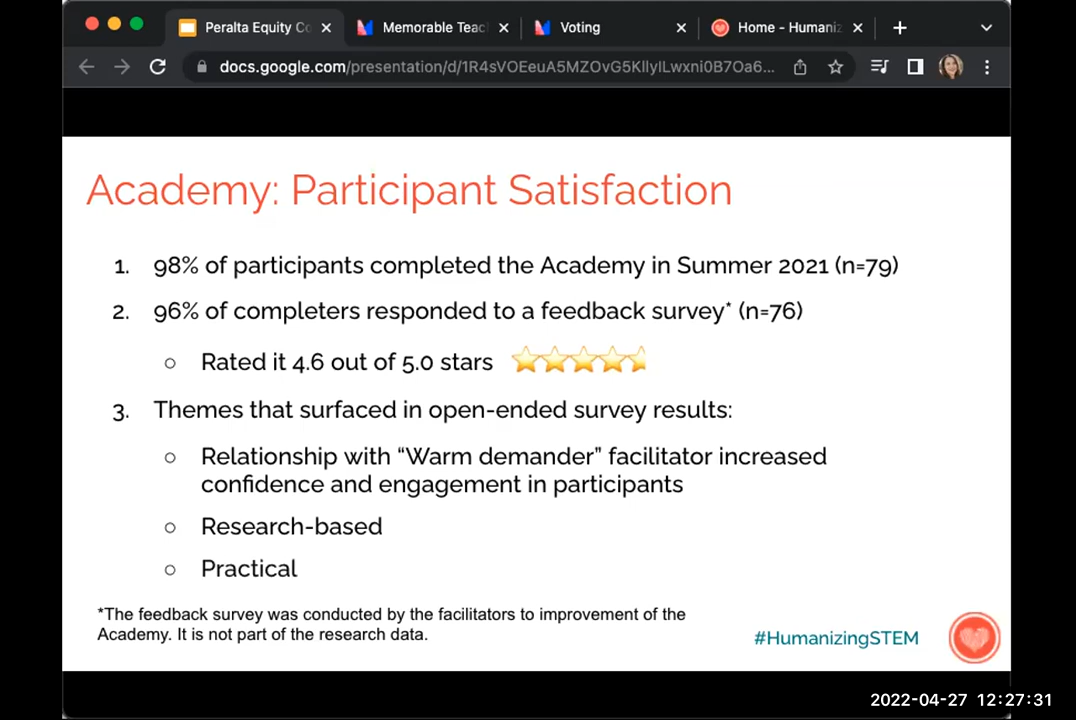 Peralta Equity Co
Memorable Teac
Voting
Home - Humaniz
docs.google.com/presentation/d/1R4sVOEeuA5MZOvG5KllyILwxni0B7Oa6...
Academy: Participant Satisfaction
1. 98% of participants completed the Academy in Summer 2021 (n=79)
2. 96% of completers responded to a feedback survey* (n=76)
○ Rated it 4.6 out of 5.0 stars
3. Themes that surfaced in open-ended survey results:
○ Relationship with “Warm demander” facilitator increased
confidence and engagement in participants
○ Research-based
○ Practical
*The feedback survey was conducted by the facilitators to improvement of the
Academy. It is not part of the research data.
#HumanizingSTEM
2022-04-27 12:27:31